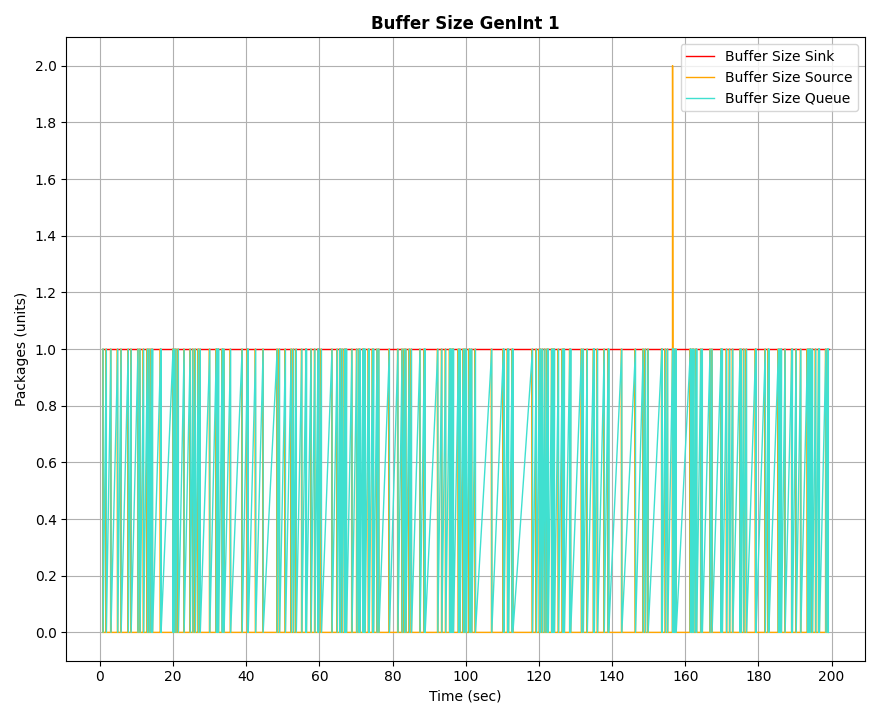 Buffer Size GenInt 1
Buffer Size Sink
Buffer Size Source
Buffer Size Queue
Packages (units)
2.0
1.8
1.6
1.4
1.2
1.0
0.8
0.6
0.4
0.2
0.0
0 20 40 60 80 100 120 140 160 180 200
Time (sec)